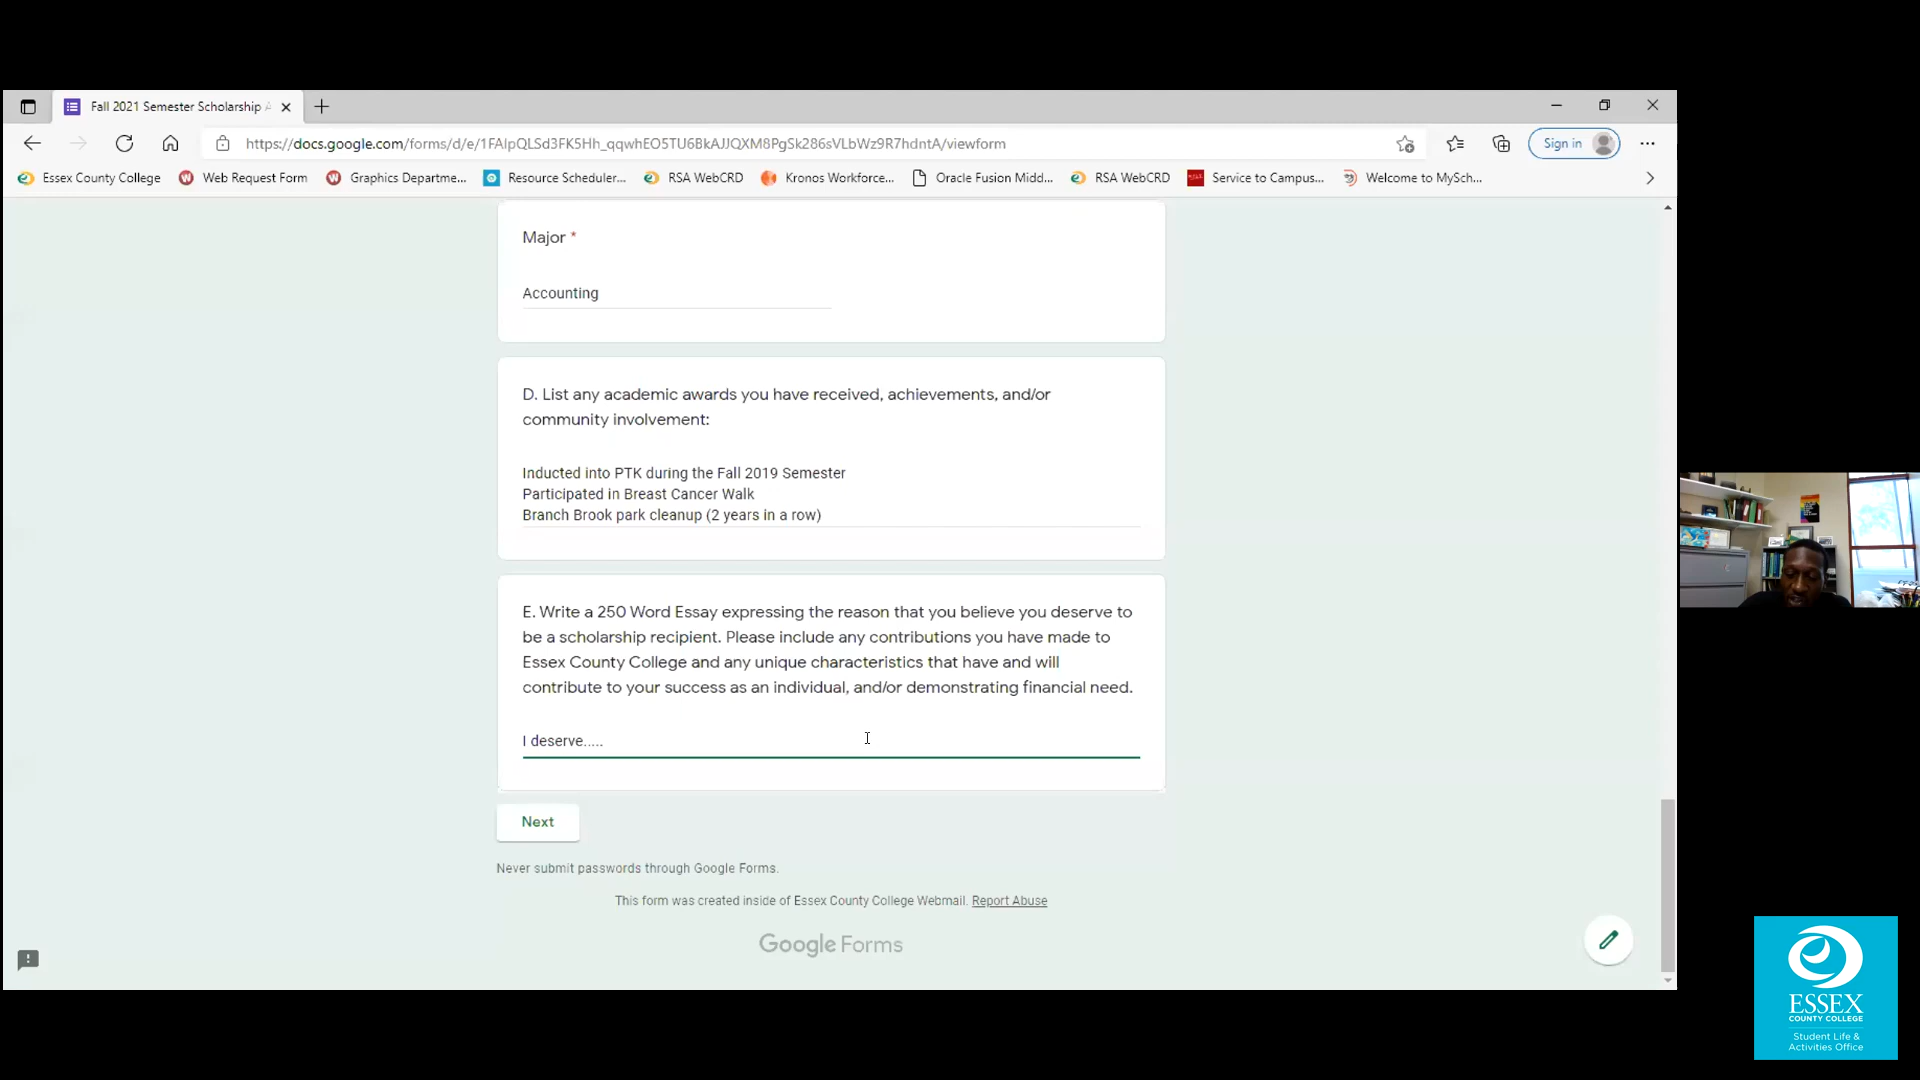 Fall 2021 Semester Scholarship A
https://docs.google.com/forms/d/e/1FAIpQLSd3FK5Hh_qqwhEO5TU6BkAJJQXM8PgSk286sVLbWz9R7hdntA/viewform
Sign in
Essex County College
Web Request Form
Graphics Departme...
Resource Scheduler...
RSA WebCRD
Kronos Workforce...
Oracle Fusion Midd...
RSA WebCRD
Service to Campus...
Welcome to MySch...
Major *
Accounting
D. List any academic awards you have received, achievements, and/or
community involvement:
Inducted into PTK during the Fall 2019 Semester
Participated in Breast Cancer Walk
Branch Brook park cleanup (2 years in a row)
E. Write a 250 Word Essay expressing the reason that you believe you deserve to
be a scholarship recipient. Please include any contributions you have made to
Essex County College and any unique characteristics that have and will
contribute to your success as an individual, and/or demonstrating financial need.
I deserve.....
Next
Never submit passwords through Google Forms.
This form was created inside of Essex County College Webmail. Report Abuse
Google Forms
ESSEX
COUNTY COLLEGE
Student Life &
Activities Office